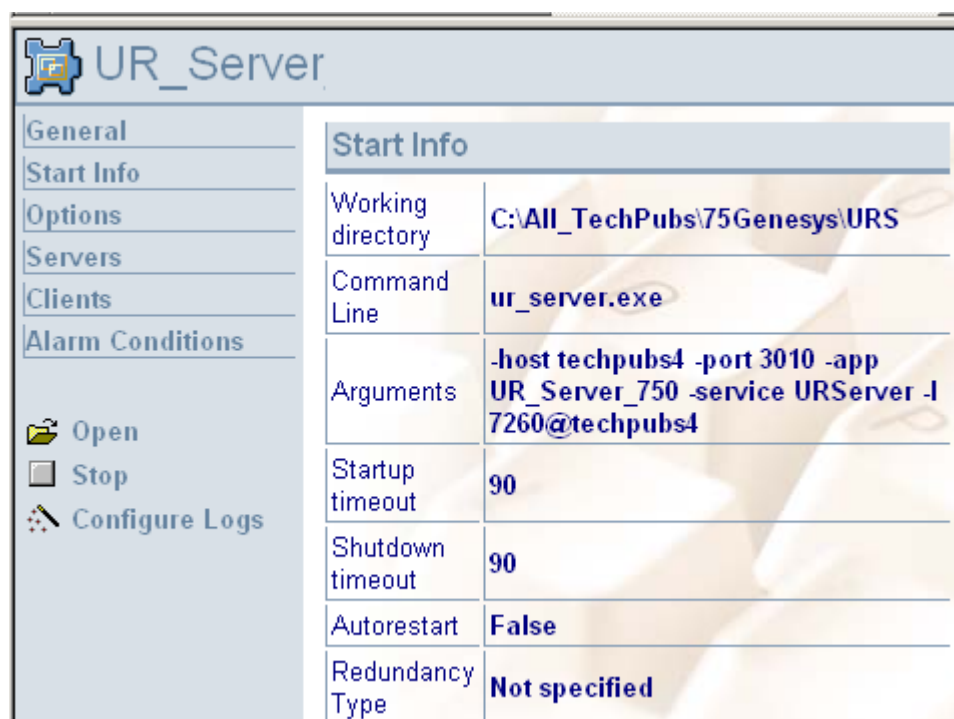 UR_Server
General
Start Info
Options
Servers
Clients
Alarm Conditions
Open
Stop
Configure Logs
Start Info
Working
directory
C:\All_TechPubs\75Genesys\URS
Command
Line
ur_server.exe
Arguments
-host techpubs4 -port 3010 -app
UR_Server_750 -service URServer -l
7260@techpubs4
Startup
timeout
90
Shutdown
timeout
90
Autorestart
False
Redundancy
Type
Not specified